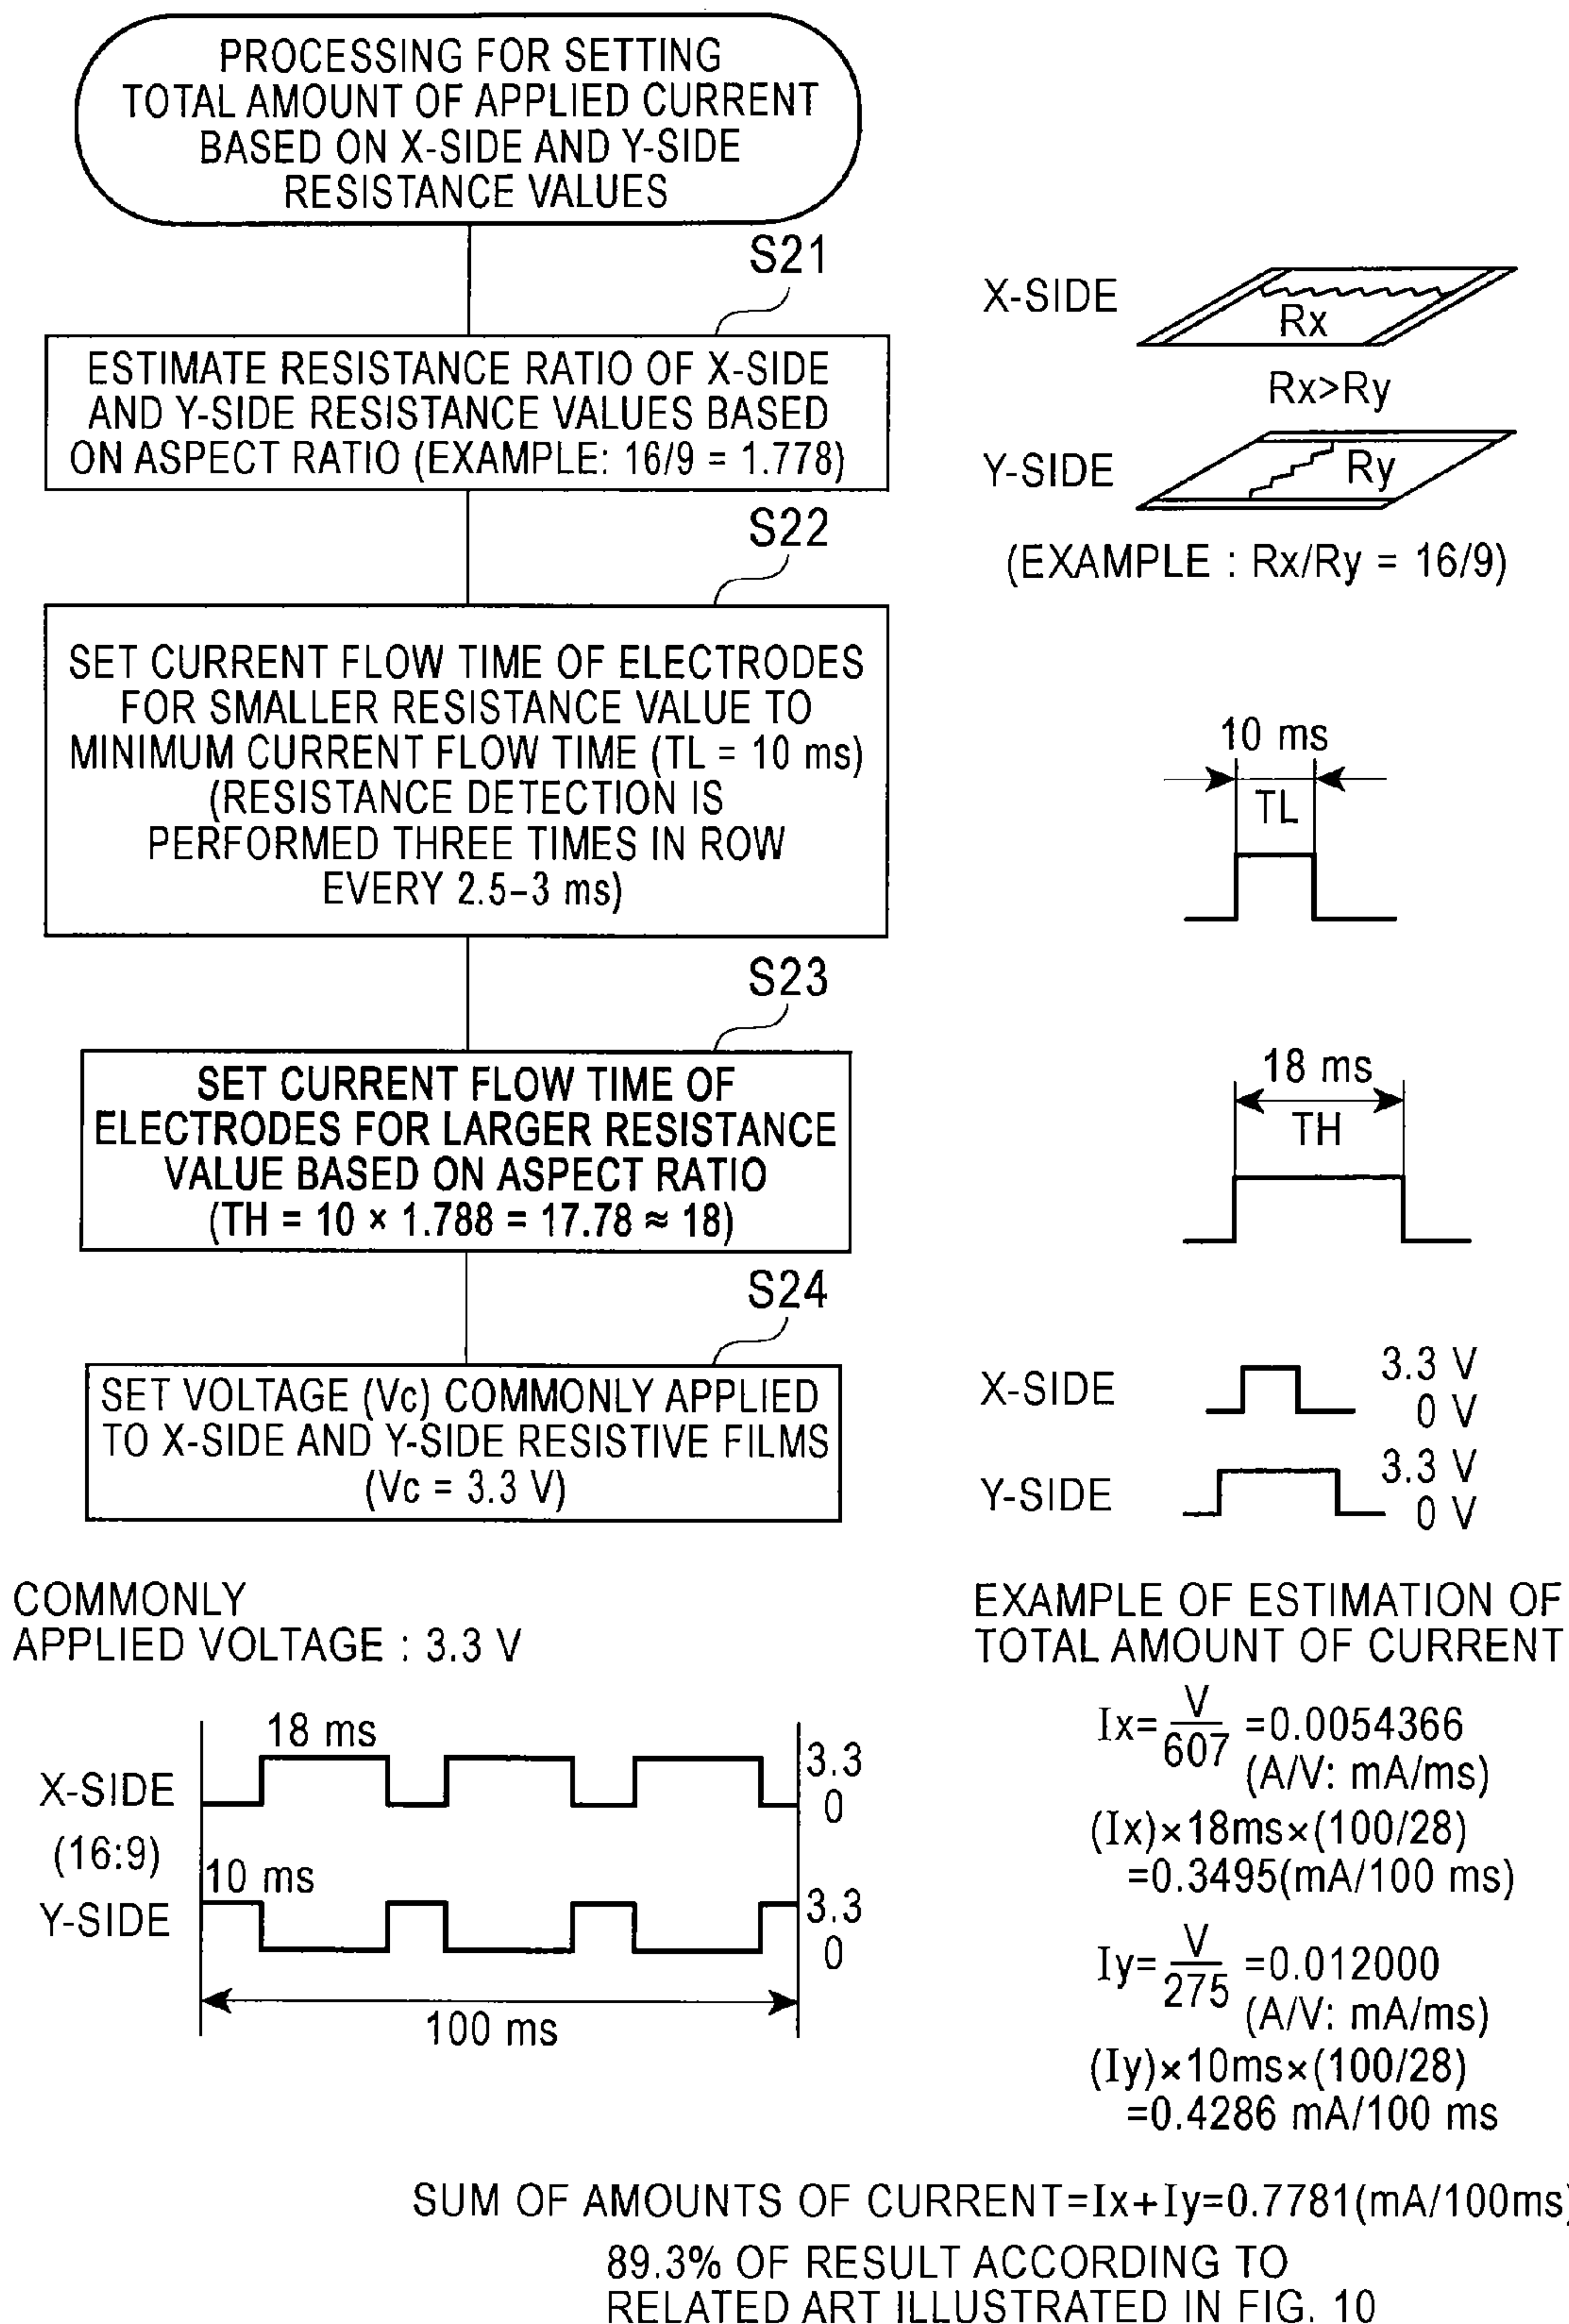 PROCESSING FOR SETTING
TOTAL AMOUNT OF APPLIED CURRENT
BASED ON X-SIDE AND Y-SIDE
RESISTANCE VALUES
S21
ESTIMATE RESISTANCE RATIO OF X-SIDE
AND Y-SIDE RESISTANCE VALUES BASED
ON ASPECT RATIO (EXAMPLE: 16/9 = 1.778)
X-SIDE
Rx
Rx>Ry
Y-SIDE
Ry
(EXAMPLE : Rx/Ry = 16/9)
S22
SET CURRENT FLOW TIME OF ELECTRODES
FOR SMALLER RESISTANCE VALUE TO
MINIMUM CURRENT FLOW TIME (TL = 10 ms)
(RESISTANCE DETECTION IS
PERFORMED THREE TIMES IN ROW
EVERY 2.5–3 ms)
10 ms
TL
S23
SET CURRENT FLOW TIME OF
ELECTRODES FOR LARGER RESISTANCE
VALUE BASED ON ASPECT RATIO
(TH = 10 × 1.788 = 17.78 ≈ 18)
18 ms
TH
S24
SET VOLTAGE (Vc) COMMONLY APPLIED
TO X-SIDE AND Y-SIDE RESISTIVE FILMS
(Vc = 3.3 V)
X-SIDE
3.3 V
0 V
Y-SIDE
3.3 V
0 V
COMMONLY
APPLIED VOLTAGE : 3.3 V
18 ms
X-SIDE
3.3
0
(16:9)
10 ms
Y-SIDE
3.3
0
100 ms
EXAMPLE OF ESTIMATION OF
TOTAL AMOUNT OF CURRENT
Ix=V/607=0.0054366
(A/V: mA/ms)
(Ix)×18ms×(100/28)
=0.3495(mA/100 ms)
Iy=V/275=0.012000
(A/V: mA/ms)
(Iy)×10ms×(100/28)
=0.4286 mA/100 ms
SUM OF AMOUNTS OF CURRENT=Ix+Iy=0.7781(mA/100ms)
89.3% OF RESULT ACCORDING TO
RELATED ART ILLUSTRATED IN FIG. 10